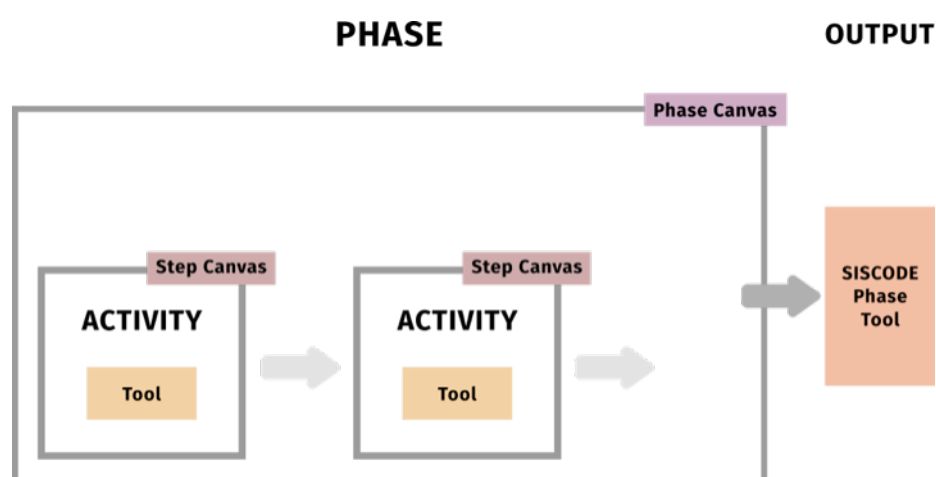 PHASE
OUTPUT
Phase Canvas
Step Canvas
Step Canvas
ACTIVITY
ACTIVITY
SISCODE
Phase
Tool
Tool
Tool